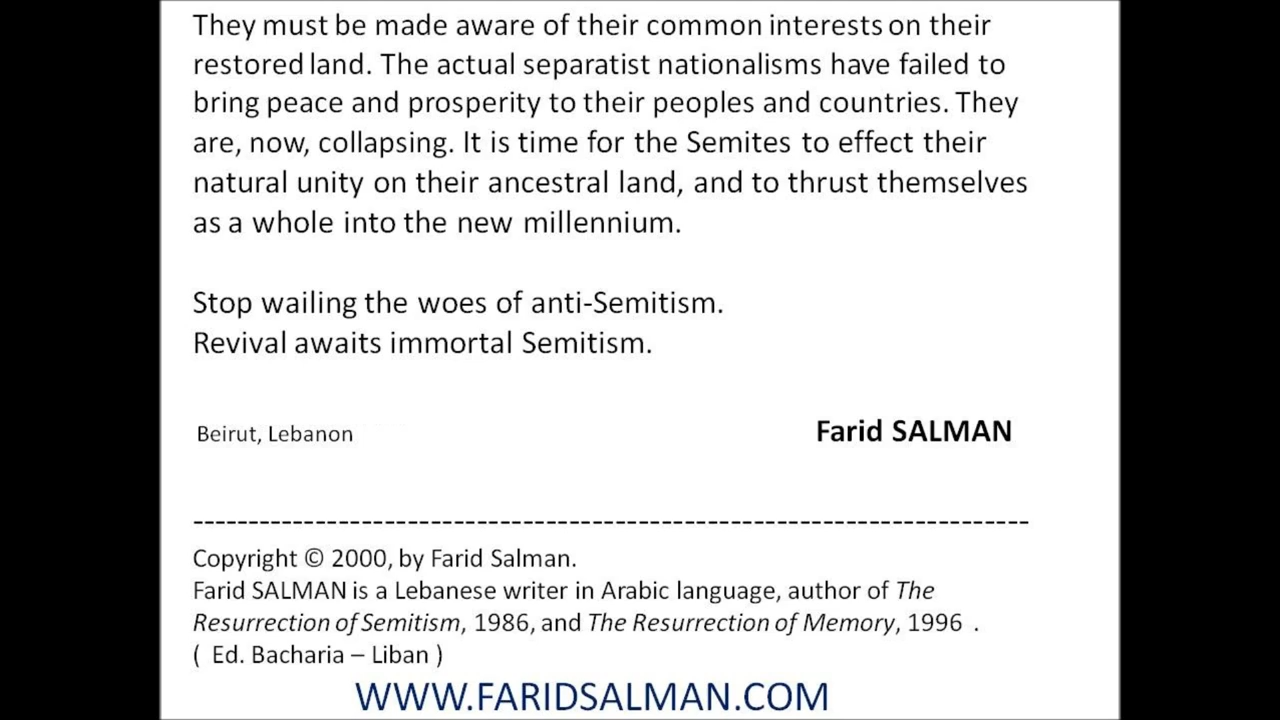 They must be made aware of their common interests on their
restored land. The actual separatist nationalisms have failed to
bring peace and prosperity to their peoples and countries. They
are, now, collapsing. It is time for the Semites to effect their
natural unity on their ancestral land, and to thrust themselves
as a whole into the new millennium.
Stop wailing the woes of anti-Semitism.
Revival awaits immortal Semitism.
Beirut, Lebanon Farid SALMAN
----------------------------------------------------------------------------
Copyright © 2000, by Farid Salman.
Farid SALMAN is a Lebanese writer in Arabic language, author of The
Resurrection of Semitism, 1986, and The Resurrection of Memory, 1996 .
( Ed. Bacharia – Liban )
WWW.FARIDSALMAN.COM